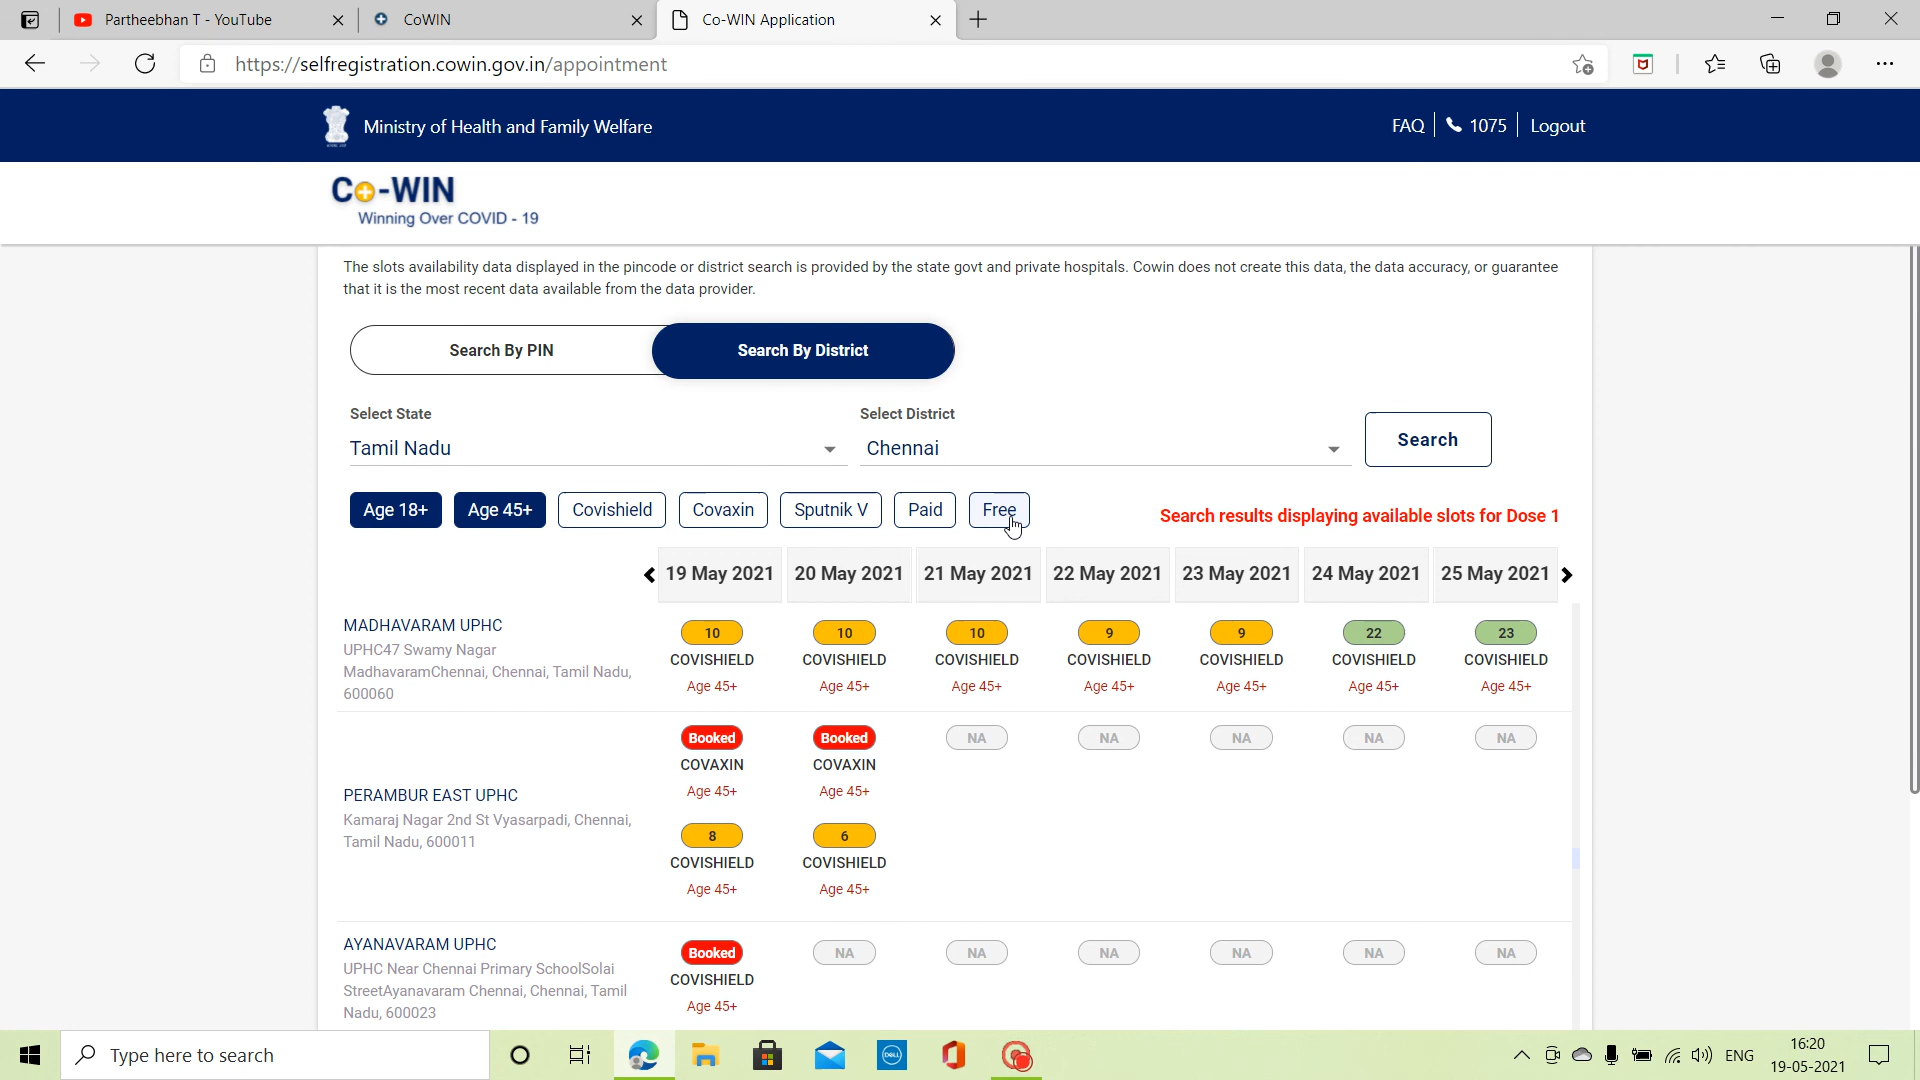 Partheebhan T - YouTube
CoWIN
Co-WIN Application
https://selfregistration.cowin.gov.in/appointment
Ministry of Health and Family Welfare
FAQ
1075
Logout
Co-WIN
Winning Over COVID - 19
The slots availability data displayed in the pincode or district search is provided by the state govt and private hospitals. Cowin does not create this data, the data accuracy, or guarantee
that it is the most recent data available from the data provider.
Search By PIN
Search By District
Select State
Select District
Tamil Nadu
Chennai
Search
Age 18+
Age 45+
Covishield
Covaxin
Sputnik V
Paid
Free
Search results displaying available slots for Dose 1
19 May 2021 20 May 2021 21 May 2021 22 May 2021 23 May 2021 24 May 2021 25 May 2021
MADHAVARAM UPHC
UPHC47 Swamy Nagar
MadhavaramChennai, Chennai, Tamil Nadu,
600060
10 10 10 9 9 22 23
COVISHIELD COVISHIELD COVISHIELD COVISHIELD COVISHIELD COVISHIELD COVISHIELD
Age 45+ Age 45+ Age 45+ Age 45+ Age 45+ Age 45+ Age 45+
PERAMBUR EAST UPHC
Kamaraj Nagar 2nd St Vyasarpadi, Chennai,
Tamil Nadu, 600011
Booked Booked NA NA NA NA NA
COVAXIN COVAXIN
Age 45+ Age 45+
8 6
COVISHIELD COVISHIELD
Age 45+ Age 45+
AYANAVARAM UPHC
UPHC Near Chennai Primary SchoolSolai
StreetAyanavaram Chennai, Chennai, Tamil
Nadu, 600023
Booked NA NA NA NA NA NA
COVISHIELD
Age 45+
Type here to search
DELL
ENG
16:20
19-05-2021